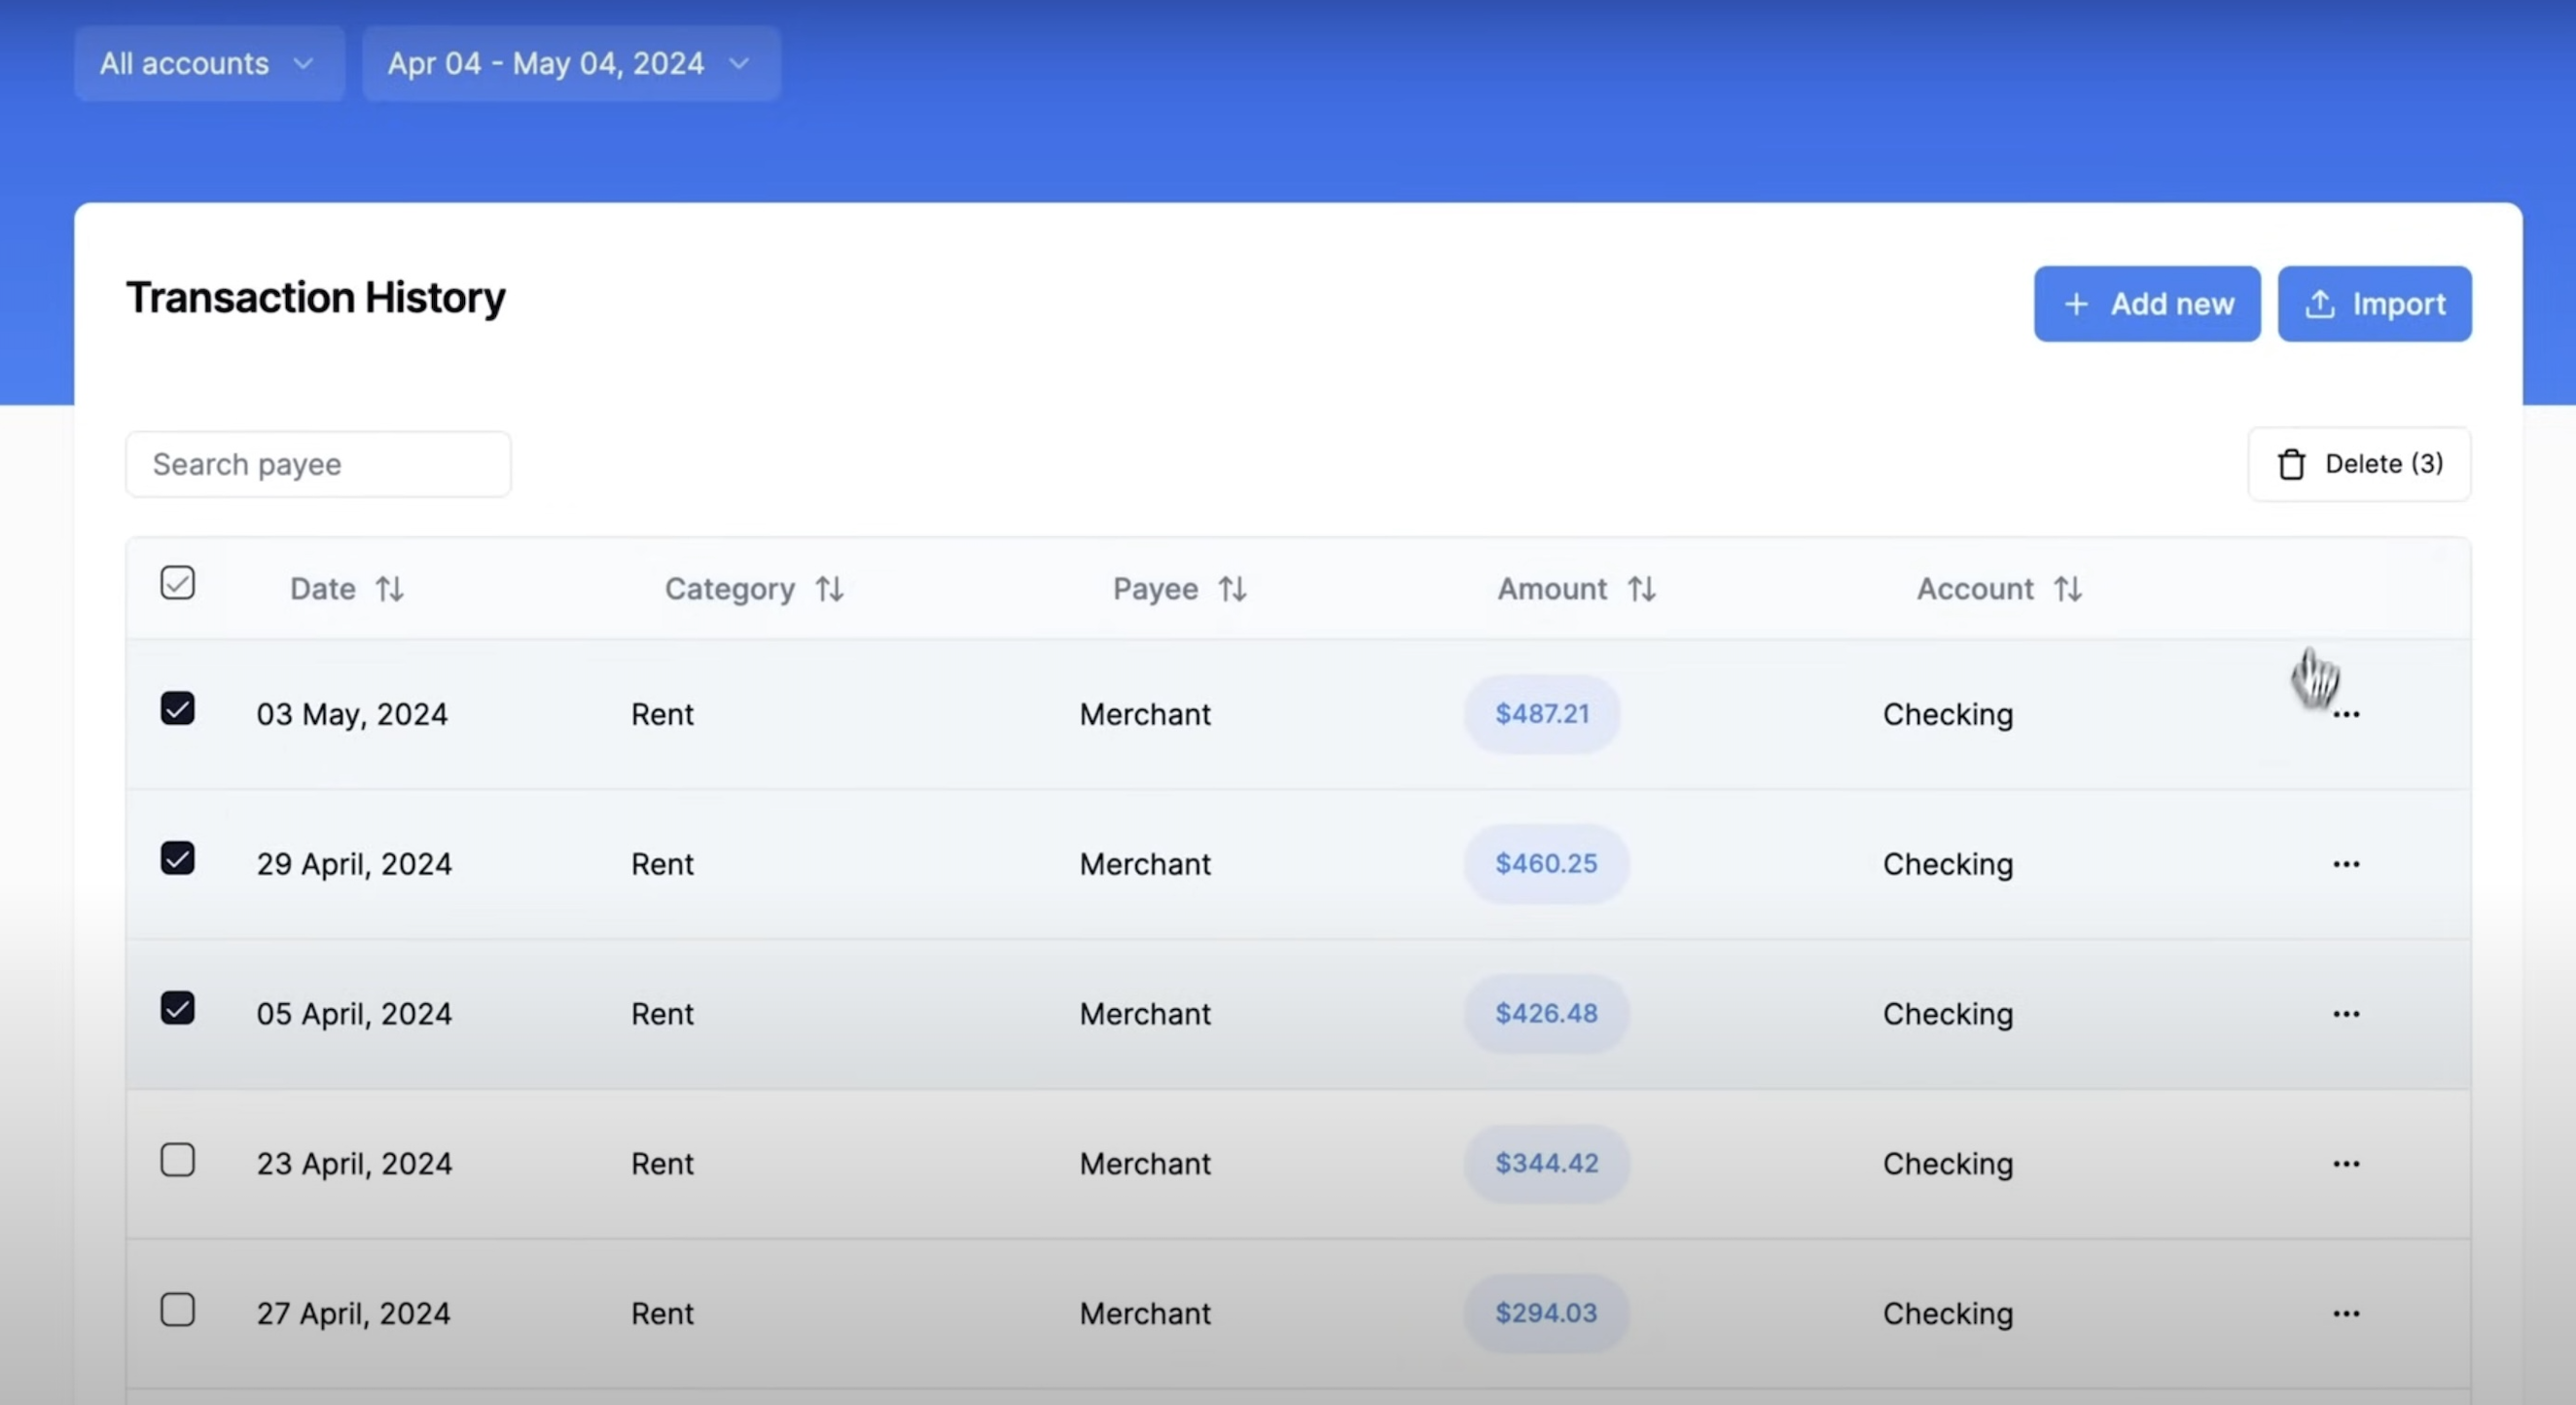 All accounts Apr 04 - May 04, 2024
Transaction History
Add new Import
Search payee
Delete (3)
Date Category Payee Amount Account
03 May, 2024 Rent Merchant $487.21 Checking
29 April, 2024 Rent Merchant $460.25 Checking
05 April, 2024 Rent Merchant $426.48 Checking
23 April, 2024 Rent Merchant $344.42 Checking
27 April, 2024 Rent Merchant $294.03 Checking